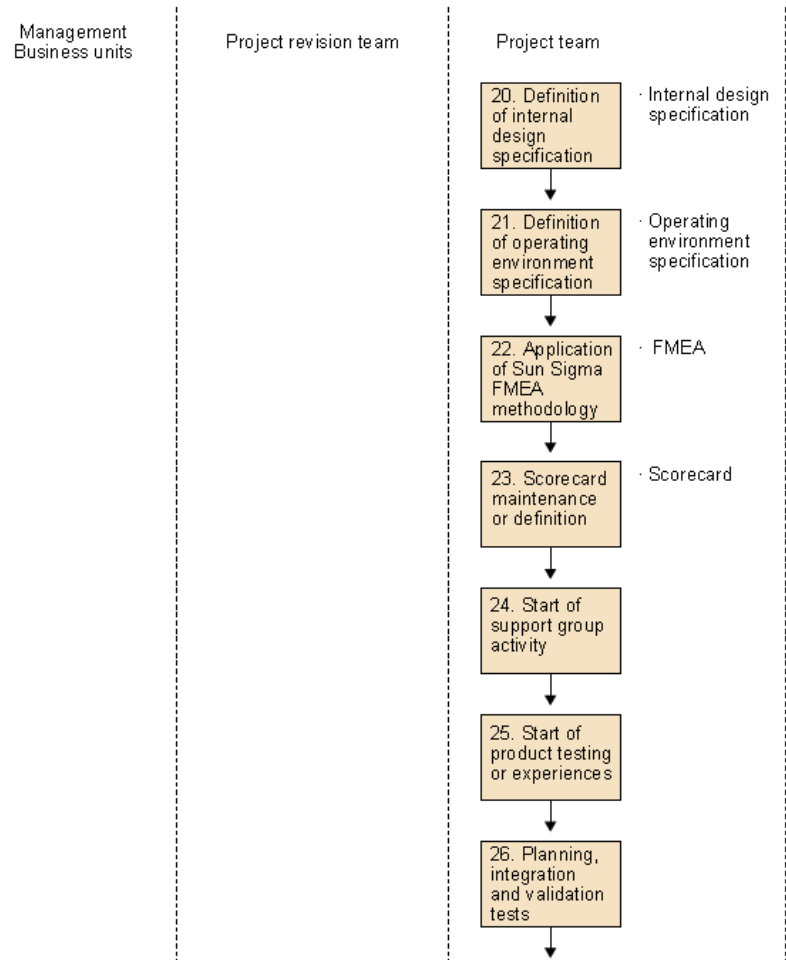 Management
Business units
Project revision team
Project team
20. Definition
of internal
design
specification
· Internal design
specification
21. Definition
of operating
environment
specification
· Operating
environment
specification
22. Application
of Sun Sigma
FMEA
methodology
· FMEA
23. Scorecard
maintenance
or definition
· Scorecard
24. Start of
support group
activity
25. Start of
product testing
or experiences
26. Planning,
integration
and validation
tests